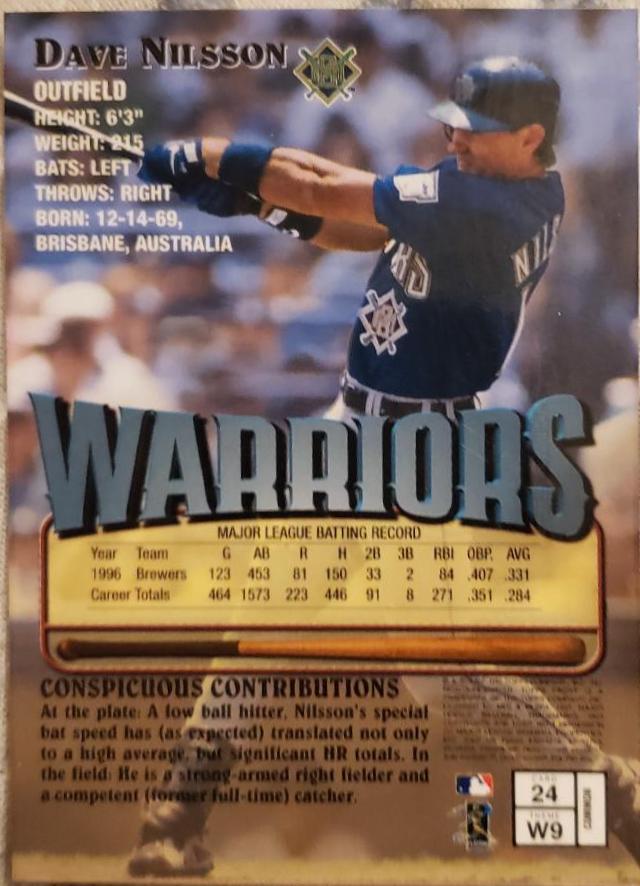 DAVE NILSSON
OUTFIELD
HEIGHT: 6'3"
WEIGHT: 215
BATS: LEFT
THROWS: RIGHT
BORN: 12-14-69,
BRISBANE, AUSTRALIA
NILS
WARRIORS
MAJOR LEAGUE BATTING RECORD
Year Team G AB R H 2B 3B RBI OBP. AVG
1996 Brewers 123 453 81 150 33 2 84 .407 .331
Career Totals 464 1573 223 446 91 8 271 .351 .284
CONSPICUOUS CONTRIBUTIONS
At the plate: A low ball hitter, Nilsson's special
bat speed has (as expected) translated not only
to a high average, but significant HR totals. In
the field: He is a strong-armed right fielder and
a competent (former full-time) catcher.
CARD
24
THEME
W9
COMMON